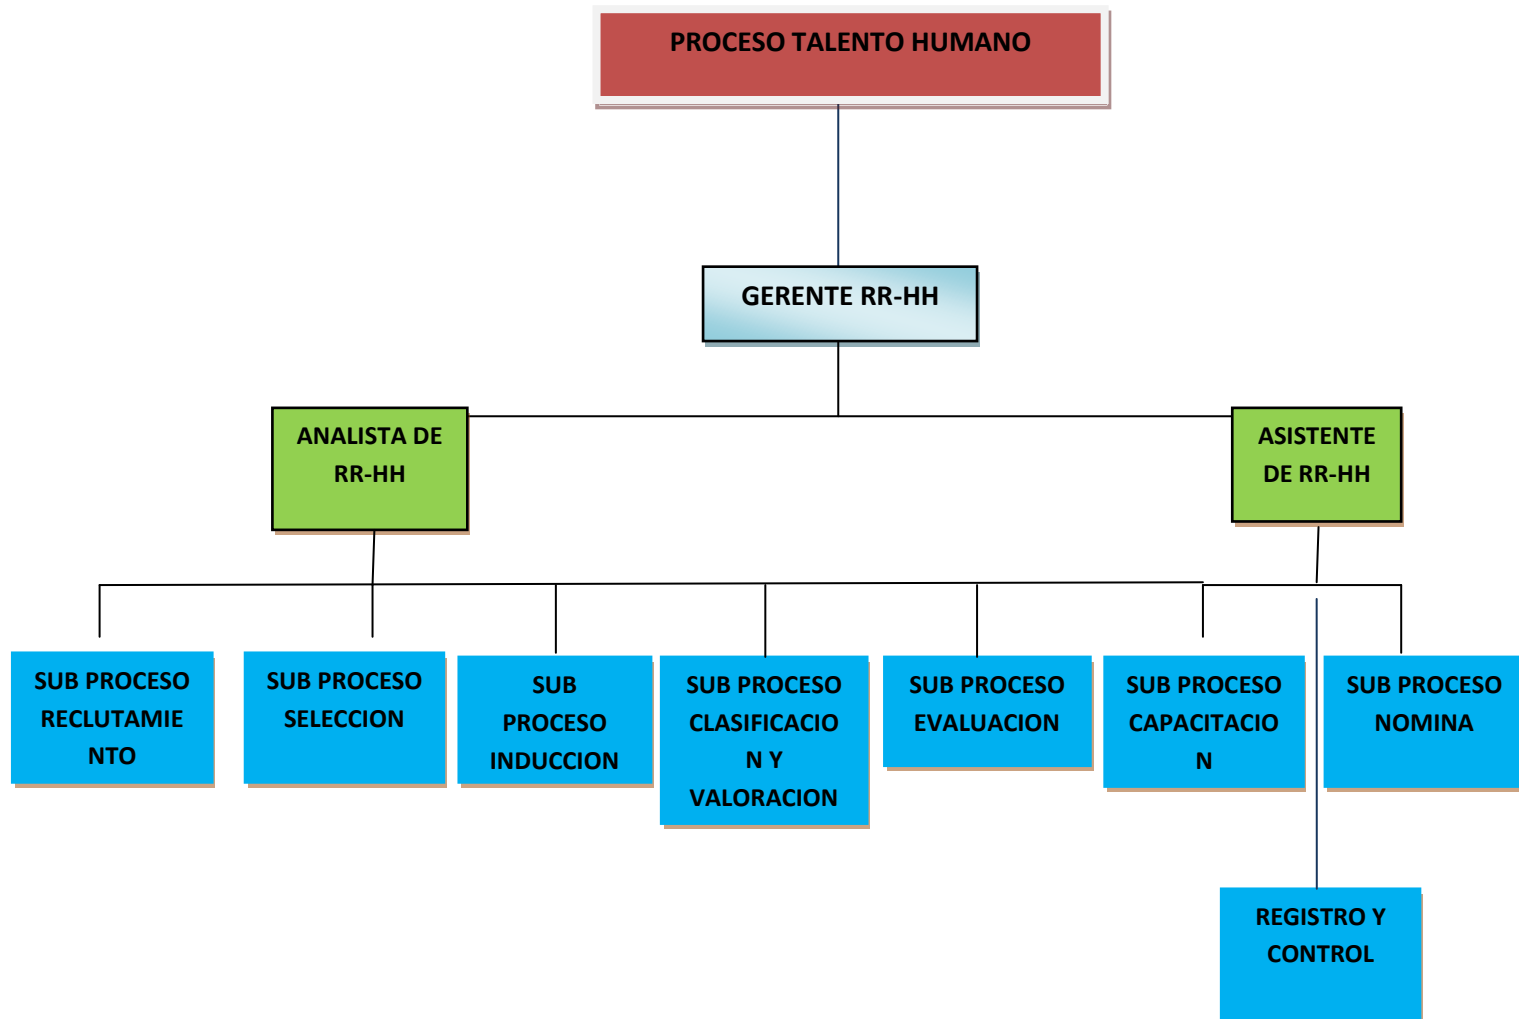 PROCESO TALENTO HUMANO
GERENTE RR-HH
ANALISTA DE
RR-HH
ASISTENTE
DE RR-HH
SUB PROCESO
RECLUTAMIE
NTO
SUB PROCESO
SELECCION
SUB
PROCESO
INDUCCION
SUB PROCESO
CLASIFICACIO
N Y
VALORACION
SUB PROCESO
EVALUACION
SUB PROCESO
CAPACITACIO
N
SUB PROCESO
NOMINA
REGISTRO Y
CONTROL